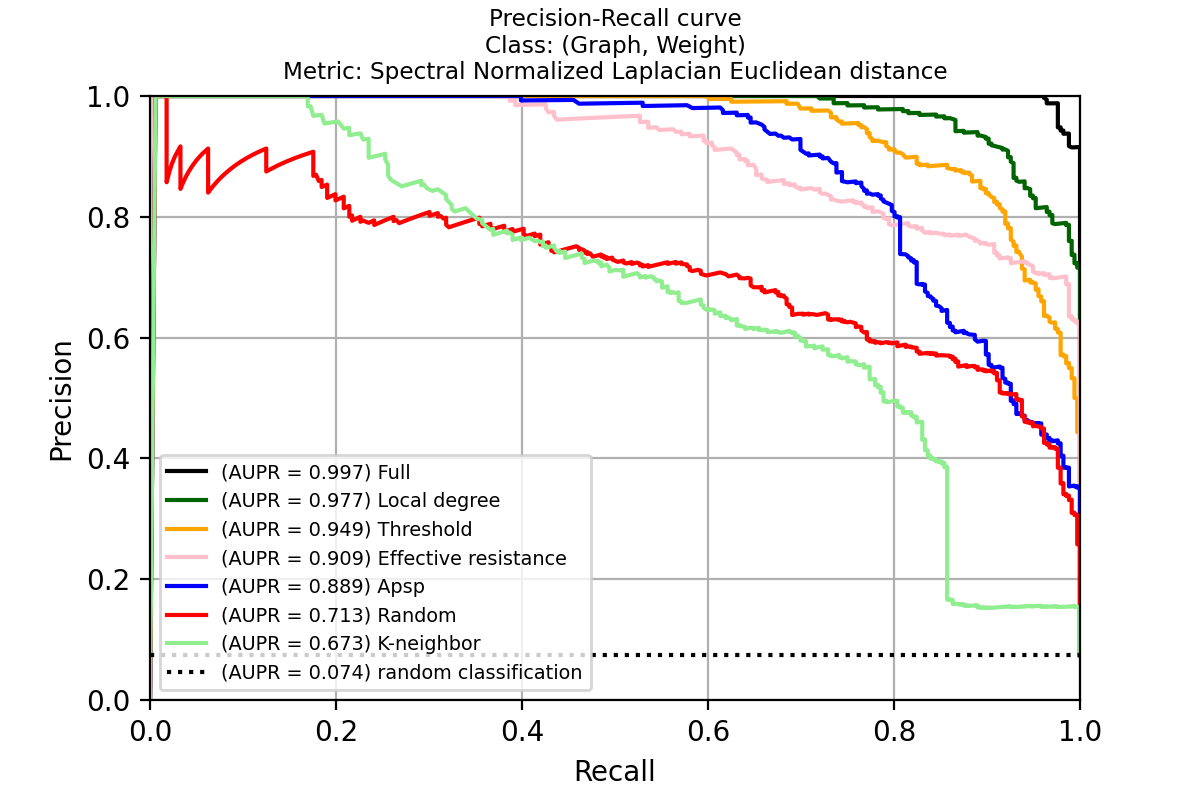 Precision-Recall curve
Class: (Graph, Weight)
Metric: Spectral Normalized Laplacian Euclidean distance
1.0
0.8
0.6
0.4
0.2
0.0
Precision
(AUPR = 0.997) Full
(AUPR = 0.977) Local degree
(AUPR = 0.949) Threshold
(AUPR = 0.909) Effective resistance
(AUPR = 0.889) Apsp
(AUPR = 0.713) Random
(AUPR = 0.673) K-neighbor
(AUPR = 0.074) random classification
0.0 0.2 0.4 0.6 0.8 1.0
Recall